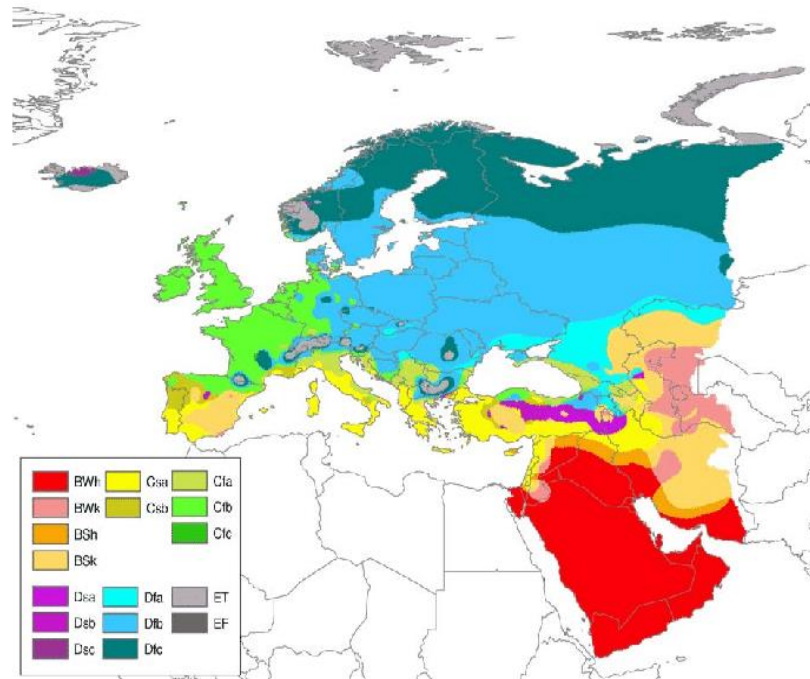 BWh Csa Cfa
BWk Csb Cfb
BSh Cfc
BSk
Dsa Dfa ET
Dsb Dfb EF
Dsc Dfc